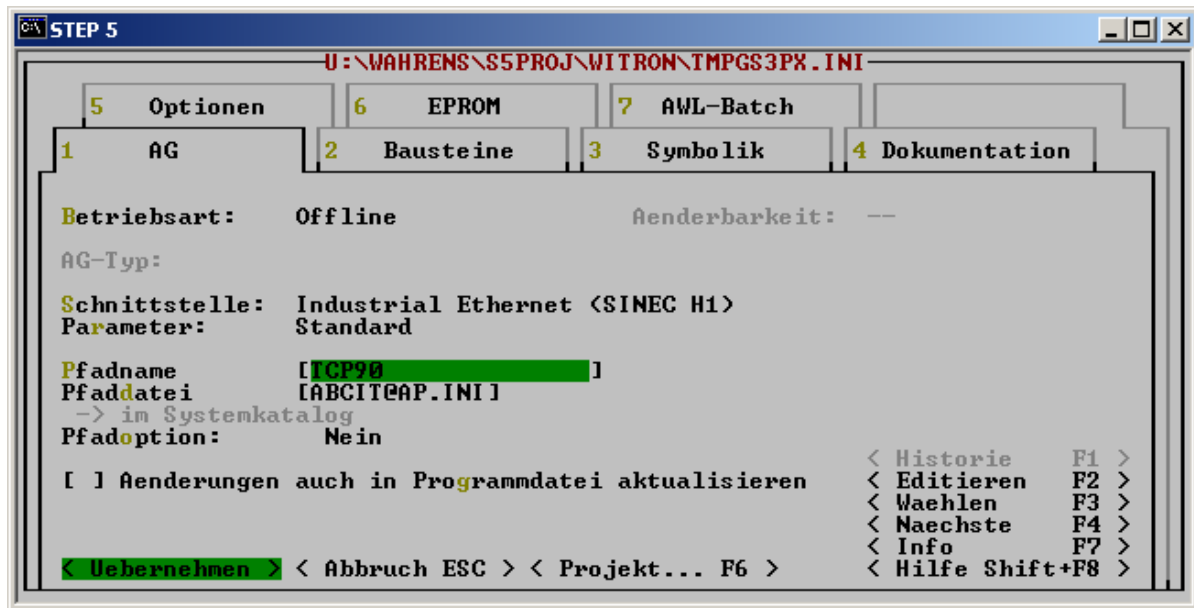 STEP 5
U:\WAHRENS\S5PROJ\WITRON\TMPGS3PX.INI
5 Optionen 6 EPROM 7 AWL-Batch
1 AG 2 Bausteine 3 Symbolik 4 Dokumentation
Betriebsart: Offline Aenderbarkeit: --
AG-Typ:
Schnittstelle: Industrial Ethernet (SINEC H1)
Parameter: Standard
Pfadname [TCP90 ]
Pfaddatei [ABCIT@AP.INI]
-> im Systemkatalog
Pfadoption: Nein
< Historie F1 >
[ ] Aenderungen auch in Programmdatei aktualisieren < Editieren F2 >
< Waehlen F3 >
< Naechste F4 >
< Info F7 >
< Uebernehmen > < Abbruch ESC > < Projekt... F6 > < Hilfe Shift+F8 >